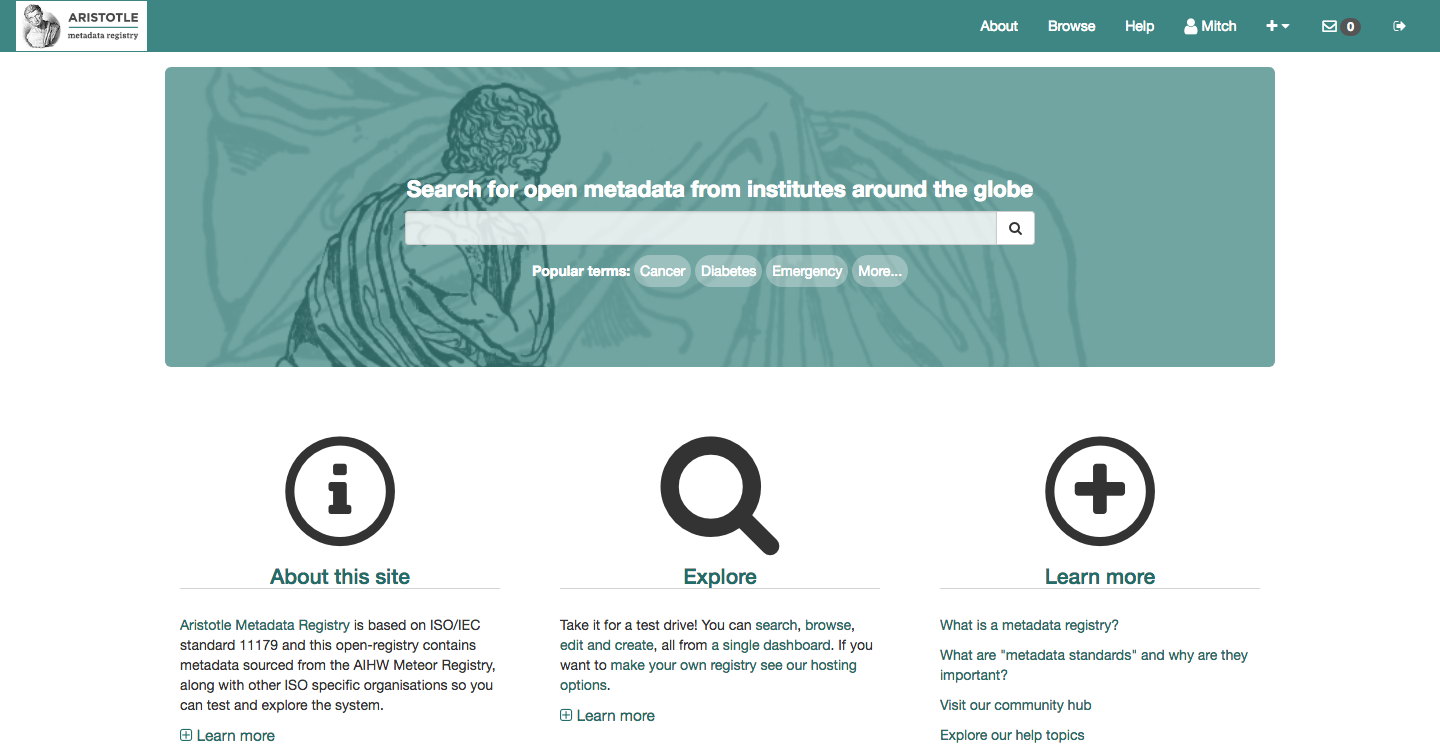 ARISTOTLE
metadata registry
About Browse Help Mitch 0
Search for open metadata from institutes around the globe
Popular terms: Cancer Diabetes Emergency More...
About this site
Aristotle Metadata Registry is based on ISO/IEC
standard 11179 and this open-registry contains
metadata sourced from the AIHW Meteor Registry,
along with other ISO specific organisations so you
can test and explore the system.
Learn more
Explore
Take it for a test drive! You can search, browse,
edit and create, all from a single dashboard. If you
want to make your own registry see our hosting
options.
Learn more
Learn more
What is a metadata registry?
What are "metadata standards" and why are they
important?
Visit our community hub
Explore our help topics